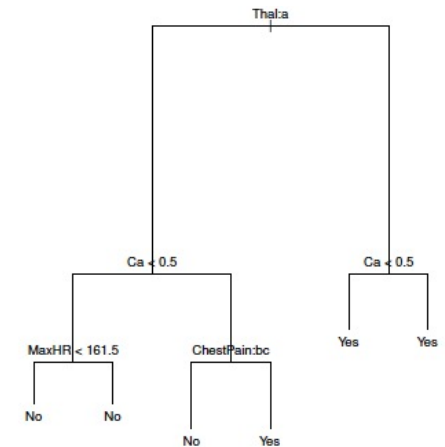 Thal:a
Ca < 0.5
Ca < 0.5
MaxHR < 161.5
ChestPain:bc
Yes
Yes
No
No
No
Yes